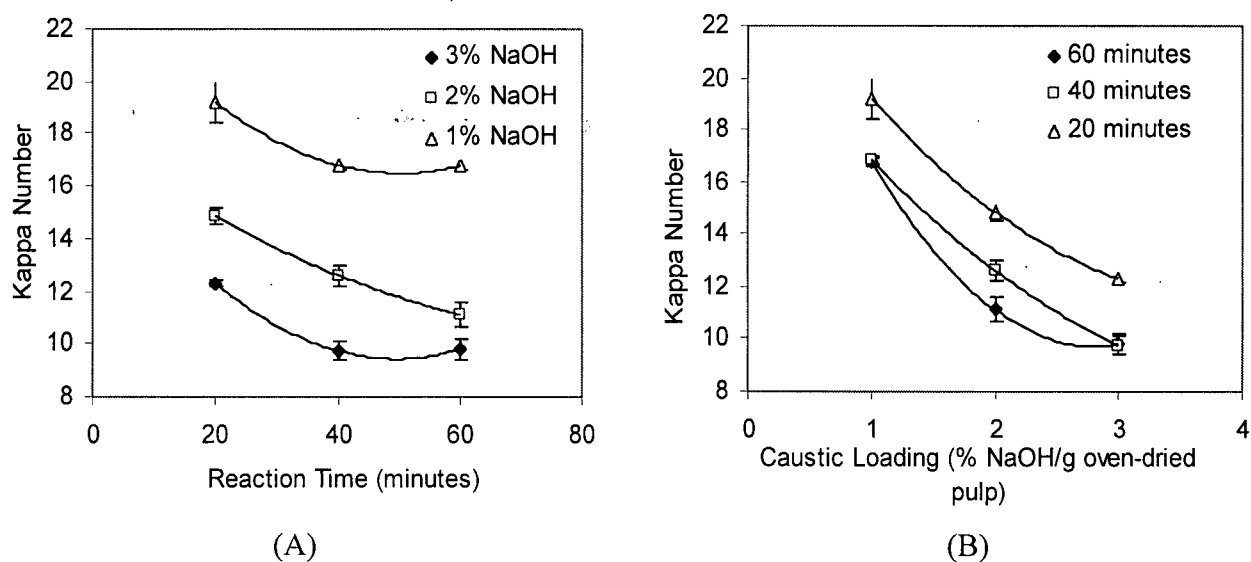 22
20
18
16
14
12
10
8
0
20
40
60
80
Kappa Number
Reaction Time (minutes)
3% NaOH
2% NaOH
1% NaOH
(A)
22
20
18
16
14
12
10
8
0
1
2
3
4
Kappa Number
Caustic Loading (% NaOH/g oven-dried
pulp)
60 minutes
40 minutes
20 minutes
(B)